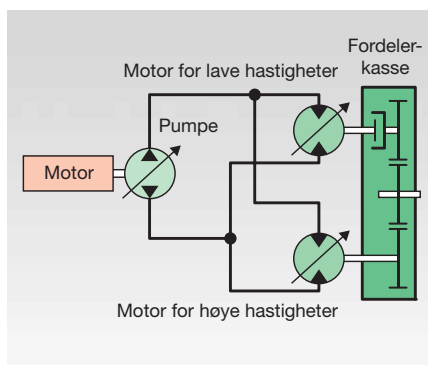 Fordeler-
kasse
Motor for lave hastigheter
Pumpe
Motor
Motor for høye hastigheter